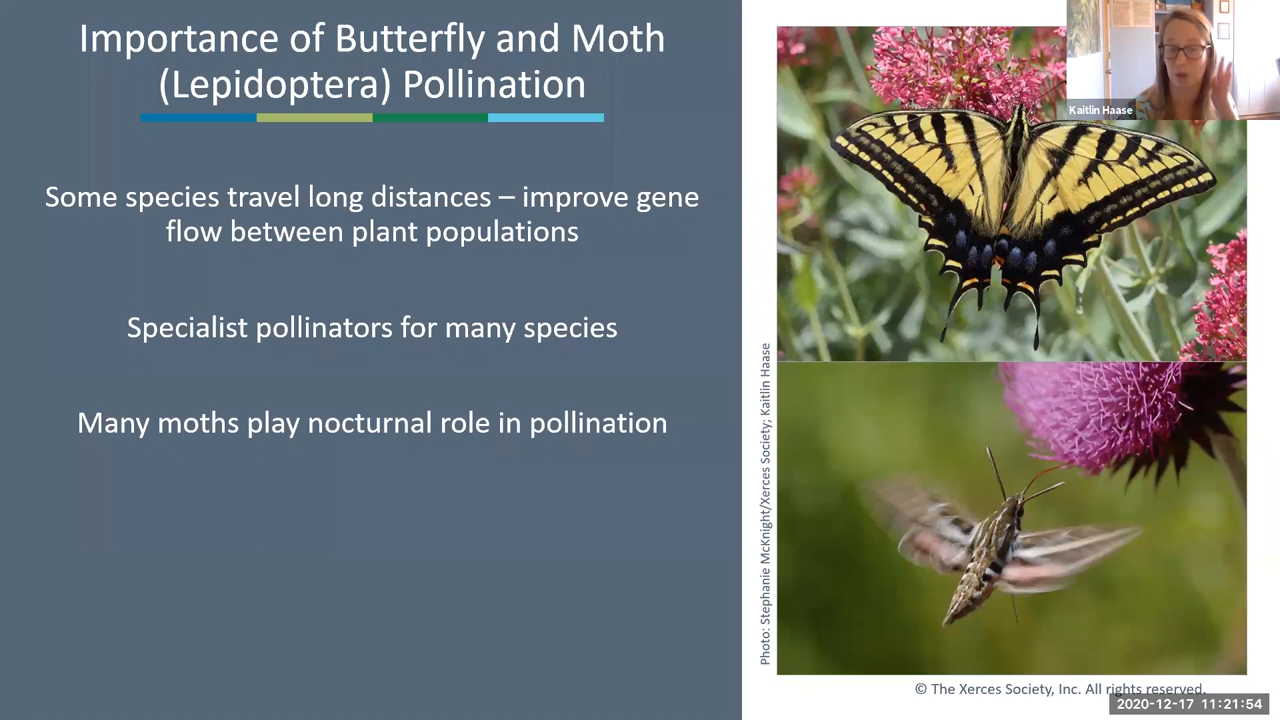 Importance of Butterfly and Moth
(Lepidoptera) Pollination
Some species travel long distances – improve gene
flow between plant populations
Specialist pollinators for many species
Many moths play nocturnal role in pollination
Kaitlin Haase
Photo: Stephanie McKnight/Xerces Society; Kaitlin Haase
© The Xerces Society, Inc. All rights reserved.
2020-12-17 11:21:54